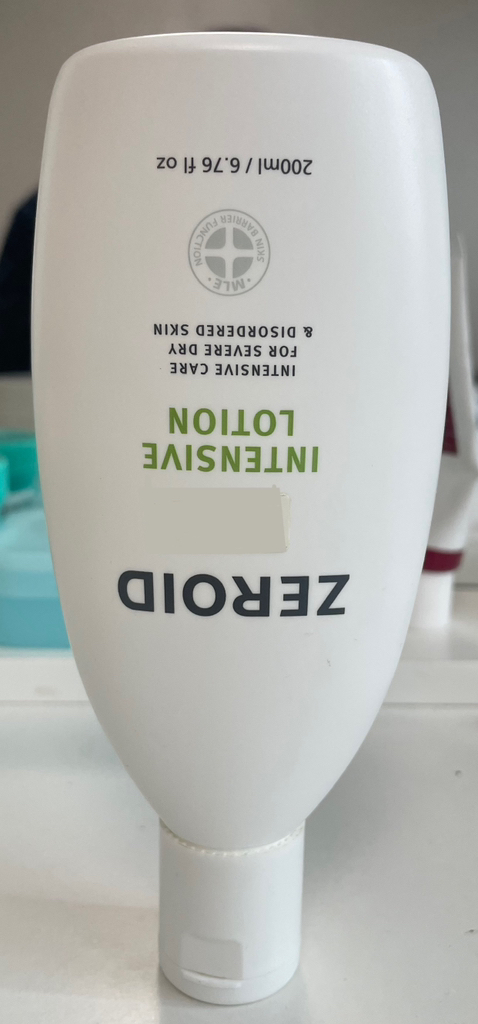 ZEROID
INTENSIVE
LOTION
INTENSIVE CARE
FOR SEVERE DRY
& DISORDERED SKIN
· MLE · SKIN BARRIER FUNCTION
200ml / 6.76 fl oz